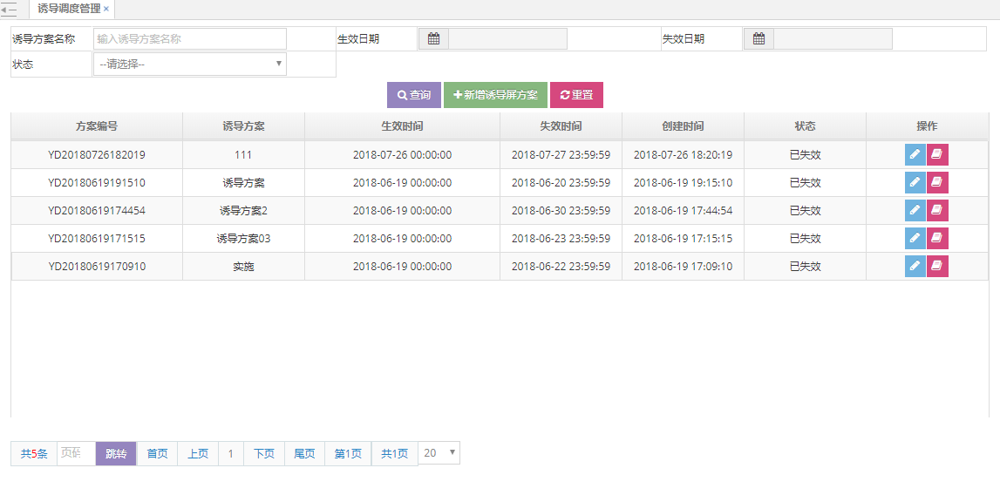 诱导调度管理 ×
诱导方案名称 输入诱导方案名称 生效日期 失效日期
状态 --请选择--
查询 新增诱导屏方案 重置
方案编号 诱导方案 生效时间 失效时间 创建时间 状态 操作
YD20180726182019 111 2018-07-26 00:00:00 2018-07-27 23:59:59 2018-07-26 18:20:19 已失效
YD20180619191510 诱导方案 2018-06-19 00:00:00 2018-06-20 23:59:59 2018-06-19 19:15:10 已失效
YD20180619174454 诱导方案2 2018-06-19 00:00:00 2018-06-30 23:59:59 2018-06-19 17:44:54 已失效
YD20180619171515 诱导方案03 2018-06-19 00:00:00 2018-06-23 23:59:59 2018-06-19 17:15:15 已失效
YD20180619170910 实施 2018-06-19 00:00:00 2018-06-22 23:59:59 2018-06-19 17:09:10 已失效
共5条 页码 跳转 首页 上页 1 下页 尾页 第1页 共1页 20